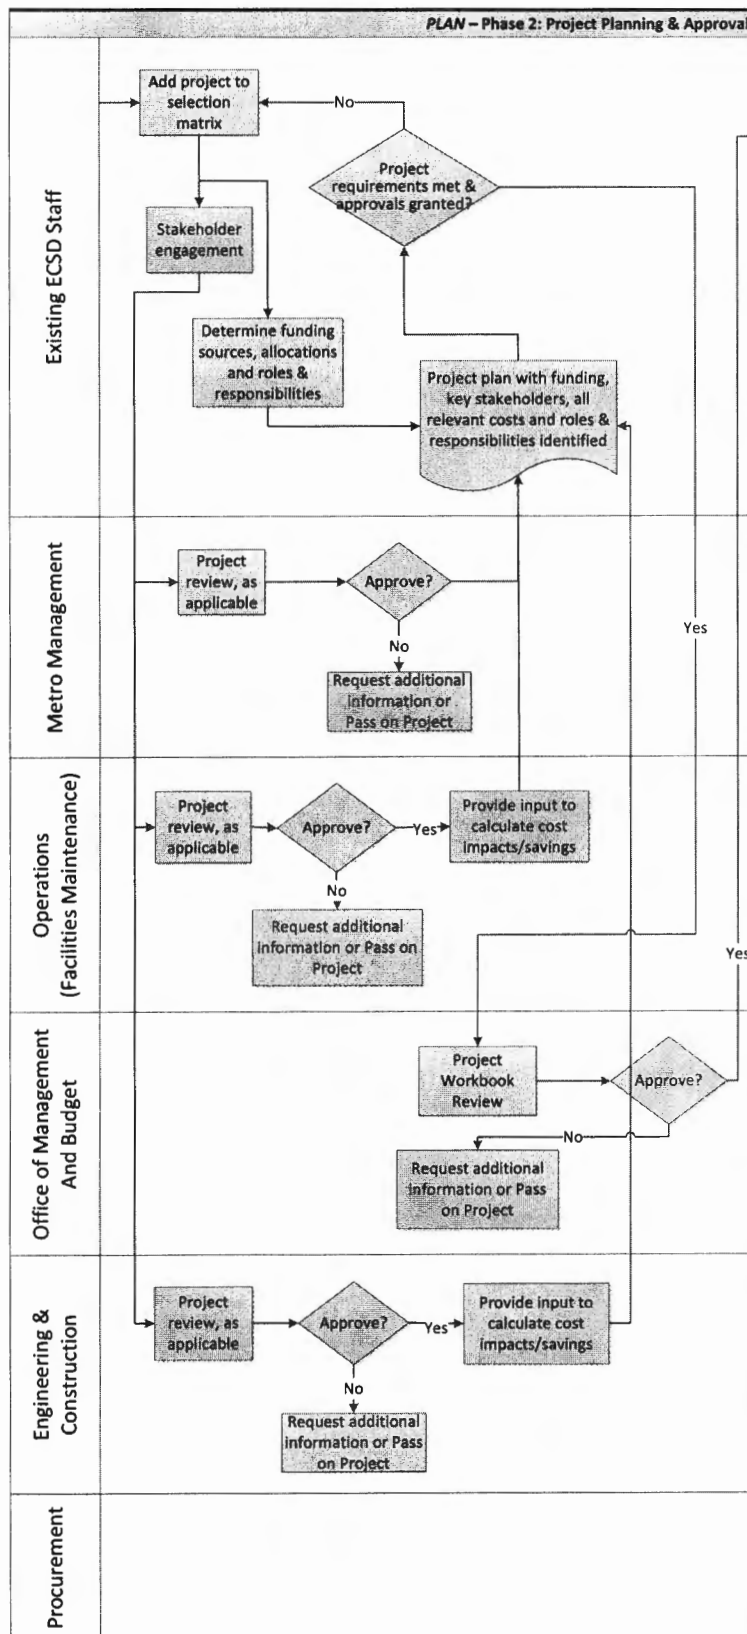 PLAN – Phase 2: Project Planning & Approval
Existing ECSD Staff
Add project to
selection
matrix
No
Project
requirements met &
approvals granted?
Stakeholder
engagement
Determine funding
sources, allocations
and roles &
responsibilities
Project plan with funding,
key stakeholders, all
relevant costs and roles &
responsibilities identified
Yes
Metro Management
Project
review, as
applicable
Approve?
No
Request additional
information or
Pass on Project
Operations
(Facilities Maintenance)
Project
review, as
applicable
Approve?
Yes
Provide input to
calculate cost
impacts/savings
No
Request additional
information or Pass on
Project
Yes
Office of Management
And Budget
Project
Workbook
Review
Approve?
No
Request additional
information or Pass
on Project
Engineering &
Construction
Project
review, as
applicable
Approve?
Yes
Provide input to
calculate cost
impacts/savings
No
Request additional
information or Pass
on Project
Procurement